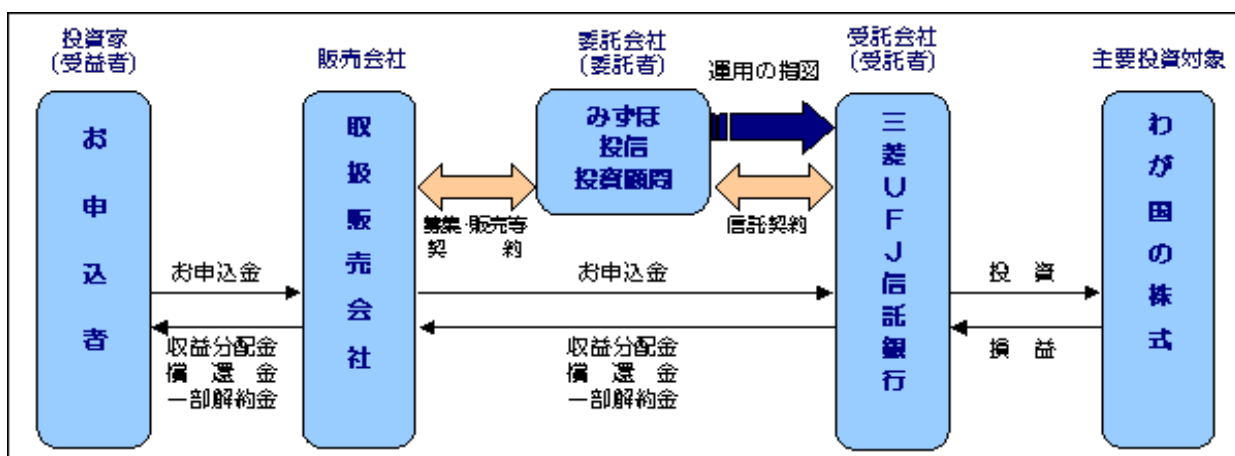 投資家
(受益者)
販売会社
委託会社
(委託者)
受託会社
(受託者)
主要投資対象
運用の指図
お申込者
取扱販売会社
みずほ
投信
投資顧問
三菱UFJ信託銀行
わが国の株式
募集・販売等
契 約
信託契約
お申込金
お申込金
投 資
収益分配金
償 還 金
一部解約金
収益分配金
償 還 金
一部解約金
損 益